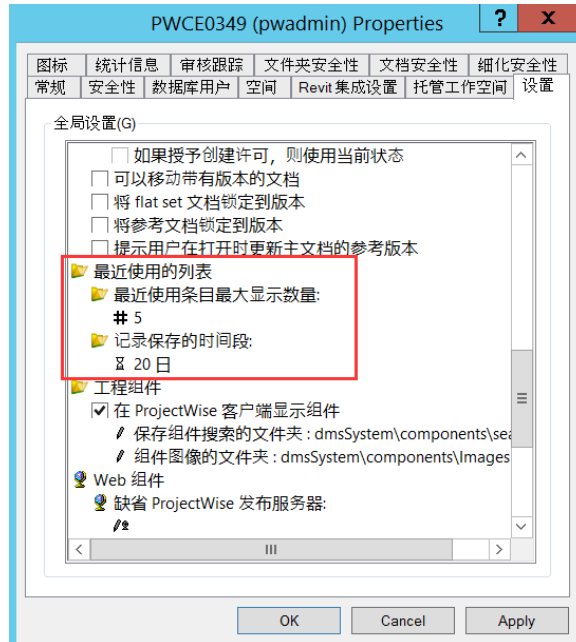 PWCE0349 (pwadmin) Properties
?
X
图标 统计信息 审核跟踪 文件夹安全性 文档安全性 细化安全性
常规 安全性 数据库用户 空间 Revit 集成设置 托管工作空间 设置
全局设置(G)
如果授予创建许可，则使用当前状态
可以移动带有版本的文档
将 flat set 文档锁定到版本
将参考文档锁定到版本
提示用户在打开时更新主文档的参考版本
最近使用的列表
最近使用条目最大显示数量:
# 5
记录保存的时间段:
20 日
工程组件
在 ProjectWise 客户端显示组件
保存组件搜索的文件夹 : dmsSystem\components\sea
组件图像的文件夹 : dmsSystem\components\Images
Web 组件
缺省 ProjectWise 发布服务器:
OK Cancel Apply